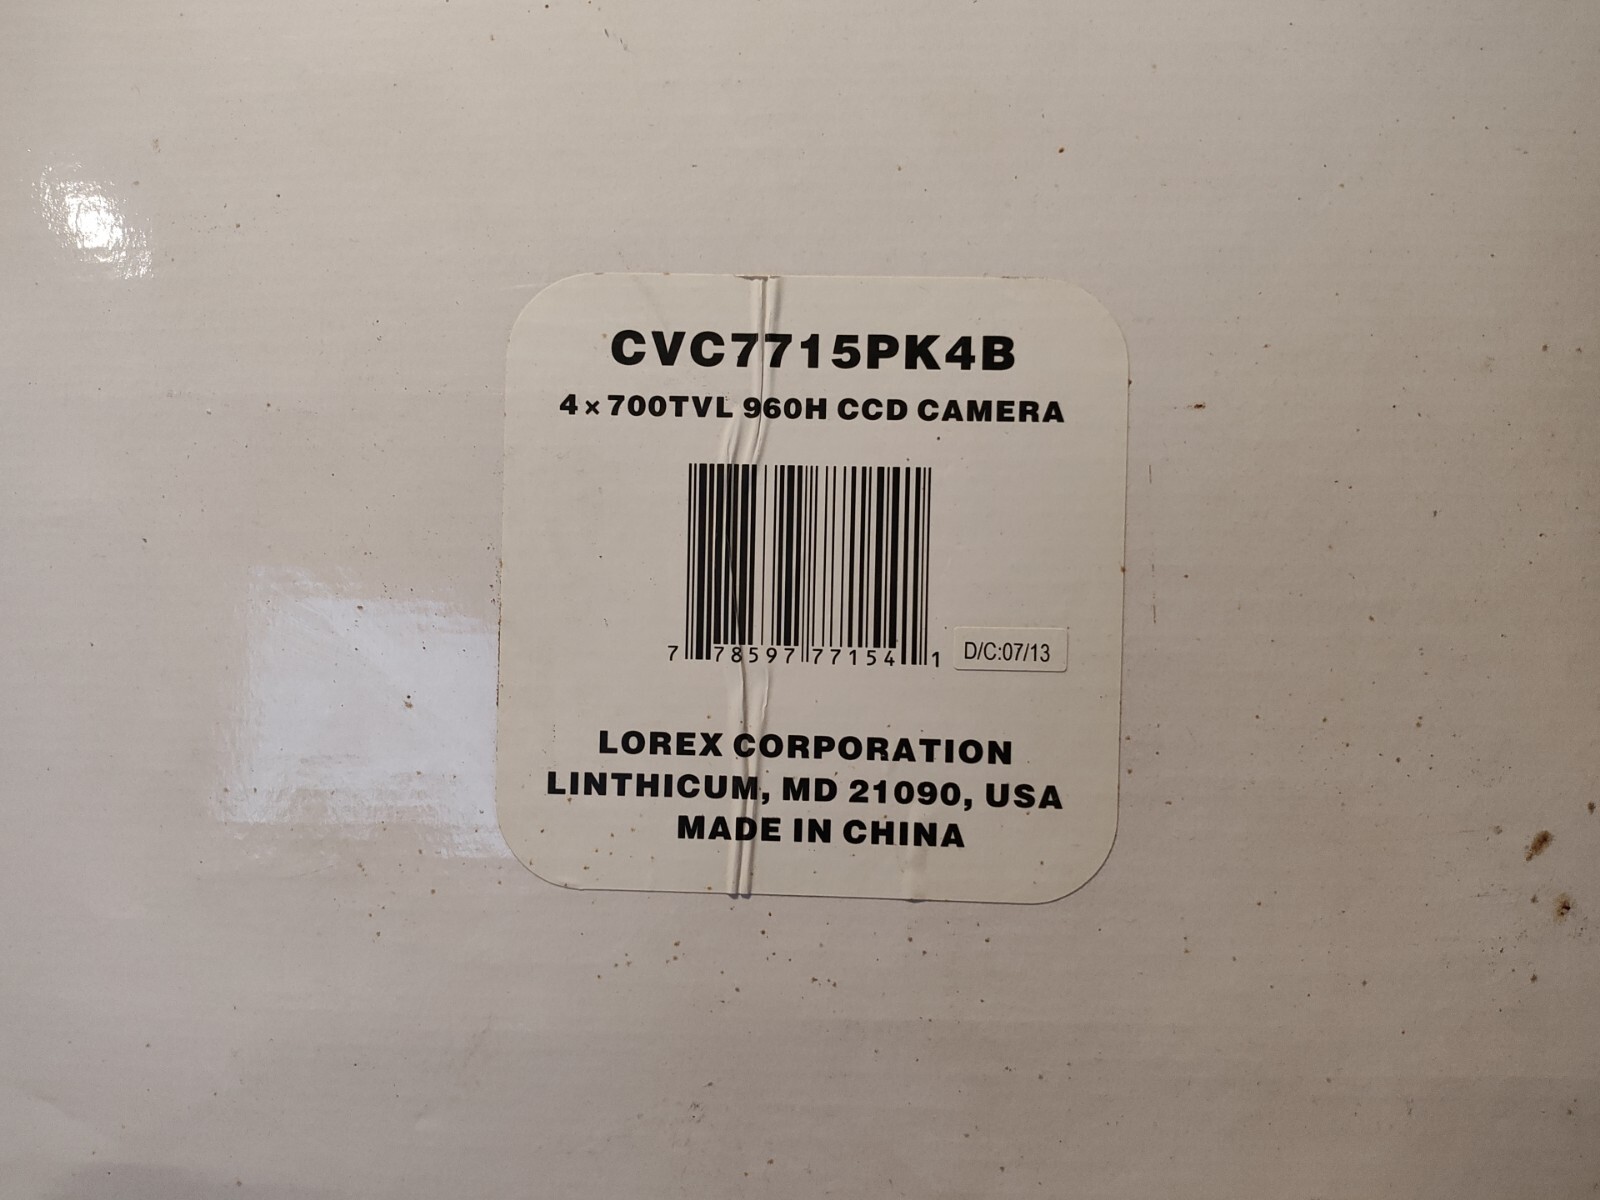 CVC7715PK4B
4×700TVL 960H CCD CAMERA
7 78597 77154 1
D/C:07/13
LOREX CORPORATION
LINTHICUM, MD 21090, USA
MADE IN CHINA